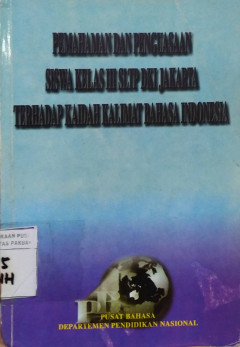 PEMAHAMAN DAN PENGUASAAN
SISWA KELAS III SLTP DKI JAKARTA
TERHADAP KAIDAH KALIMAT BAHASA INDONESIA
PUSAT BAHASA
DEPARTEMEN PENDIDIKAN NASIONAL